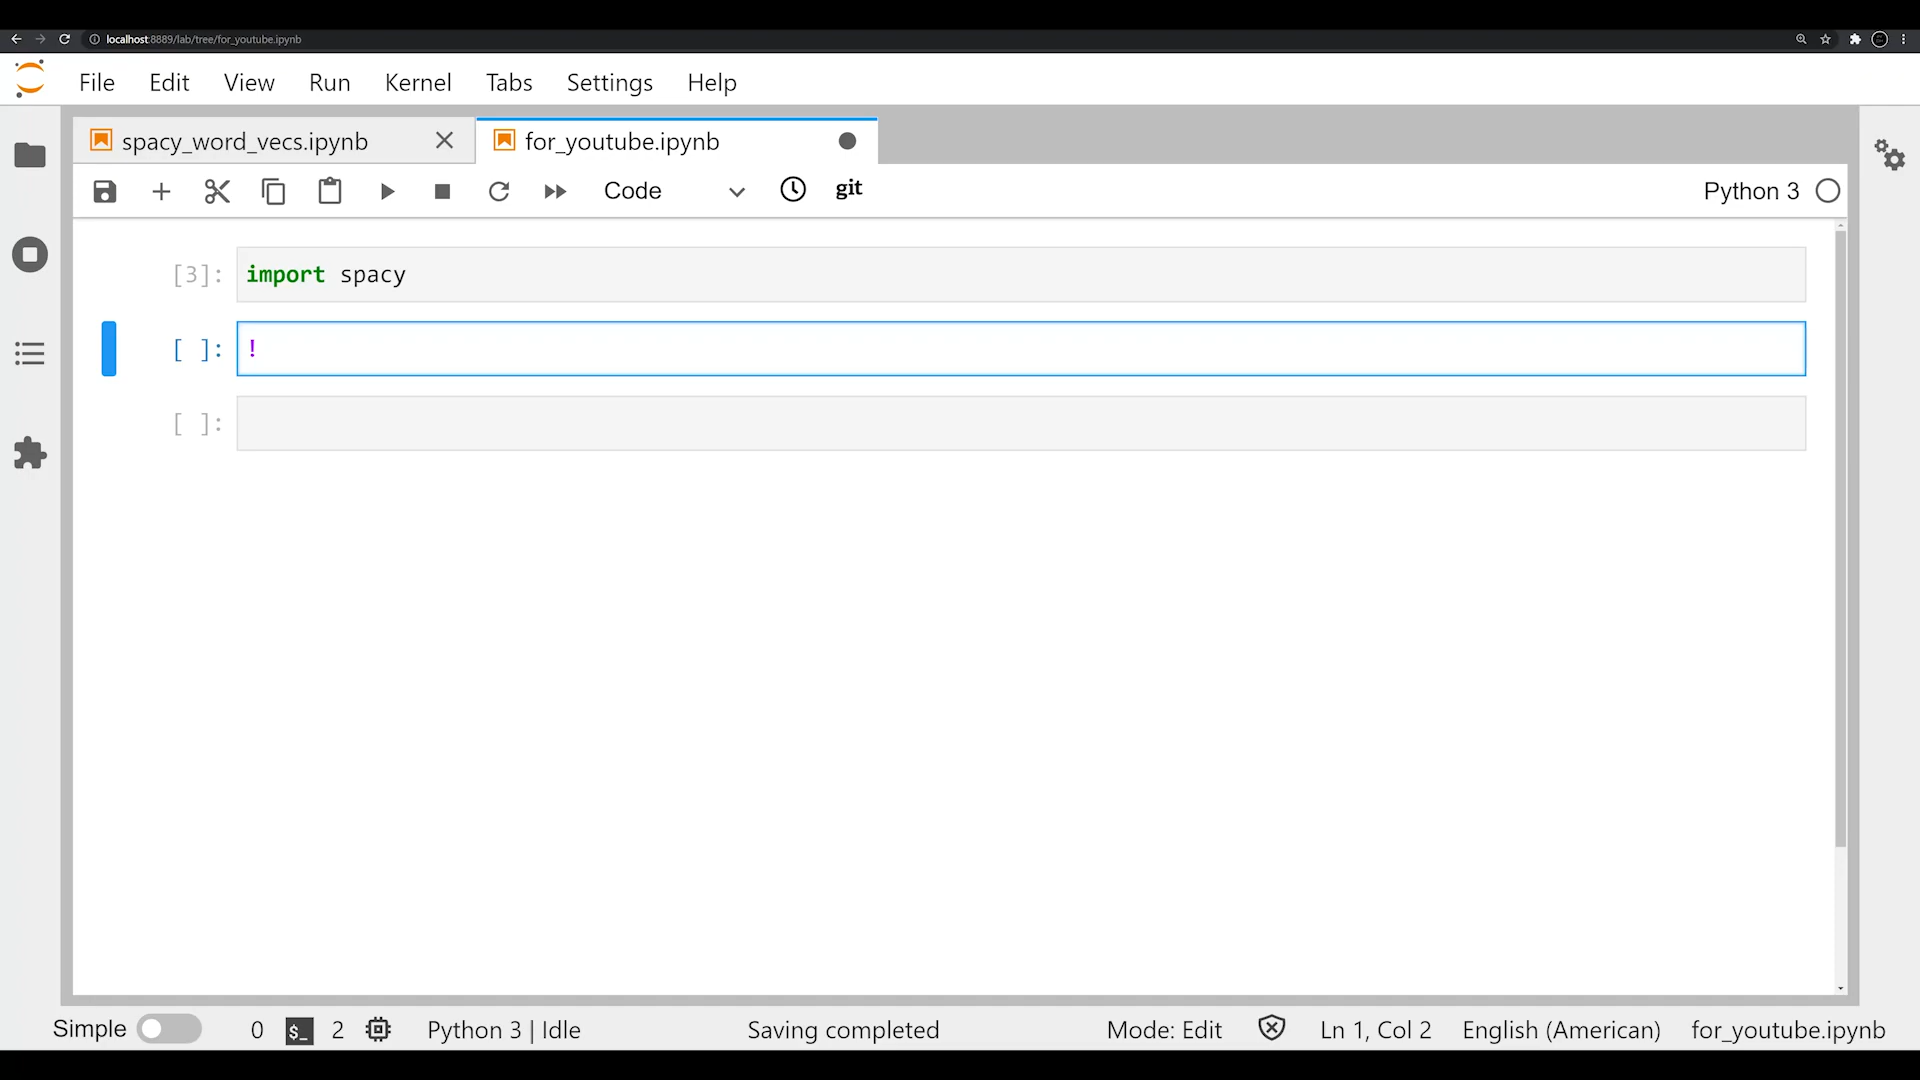 localhost:8889/lab/tree/for_youtube.ipynb
File Edit View Run Kernel Tabs Settings Help
spacy_word_vecs.ipynb for_youtube.ipynb
Code git Python 3
[3]: import spacy
[ ]: !
[ ]:
Simple 0 $_ 2 Python 3 | Idle Saving completed Mode: Edit Ln 1, Col 2 English (American) for_youtube.ipynb